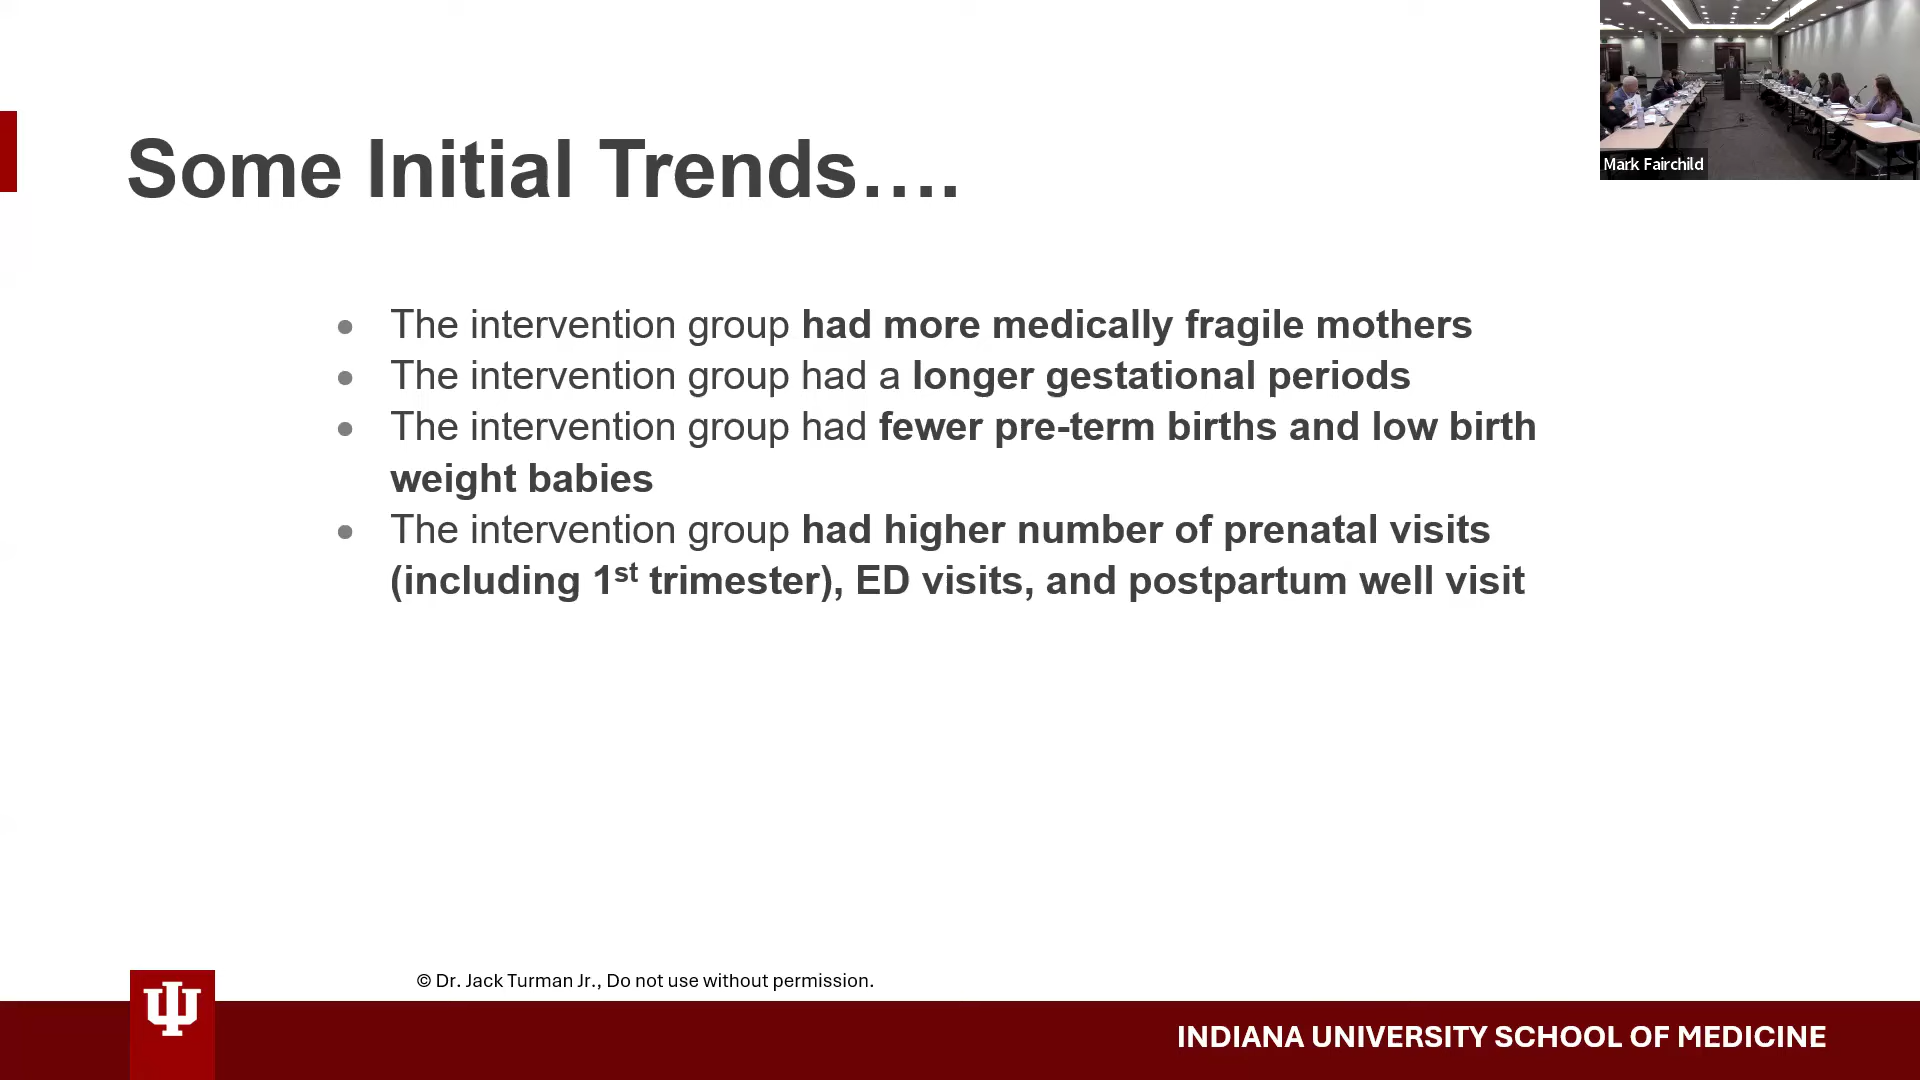 Mark Fairchild
Some Initial Trends….
• The intervention group had more medically fragile mothers
• The intervention group had a longer gestational periods
• The intervention group had fewer pre-term births and low birth
weight babies
• The intervention group had higher number of prenatal visits
(including 1st trimester), ED visits, and postpartum well visit
© Dr. Jack Turman Jr., Do not use without permission.
INDIANA UNIVERSITY SCHOOL OF MEDICINE